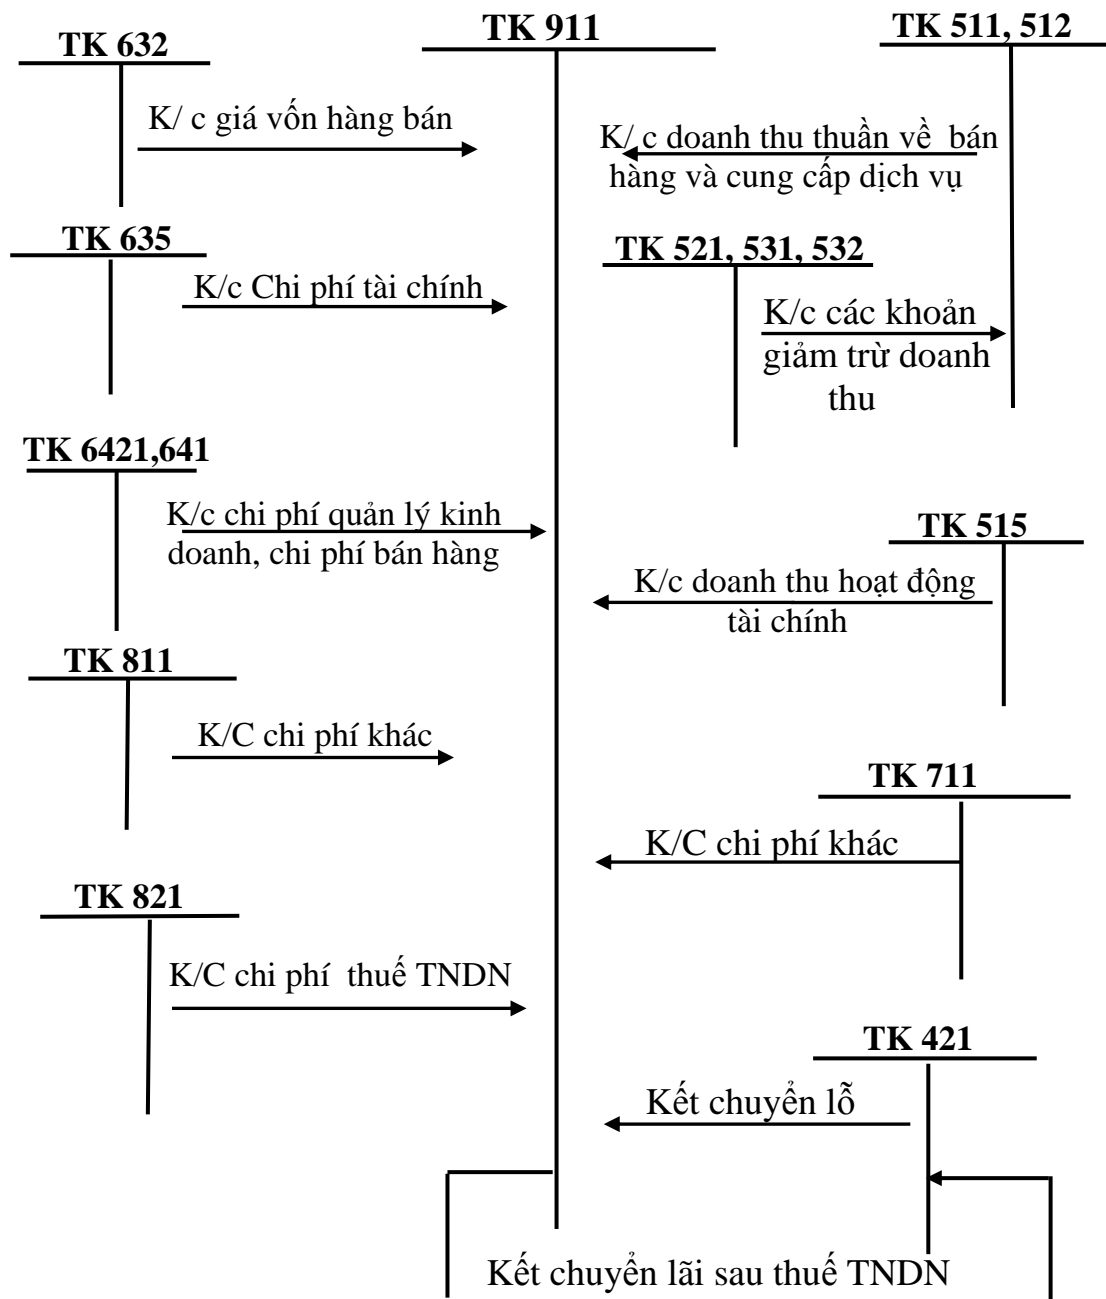 TK 632
TK 911
TK 511, 512
K/ c giá vốn hàng bán
K/ c doanh thu thuần về bán
hàng và cung cấp dịch vụ
TK 635
TK 521, 531, 532
K/c Chi phí tài chính
K/c các khoản
giảm trừ doanh
thu
TK 6421,641
K/c chi phí quản lý kinh
doanh, chi phí bán hàng
TK 515
K/c doanh thu hoạt động
tài chính
TK 811
K/C chi phí khác
TK 711
K/C chi phí khác
TK 821
K/C chi phí thuế TNDN
TK 421
Kết chuyển lỗ
Kết chuyển lãi sau thuế TNDN